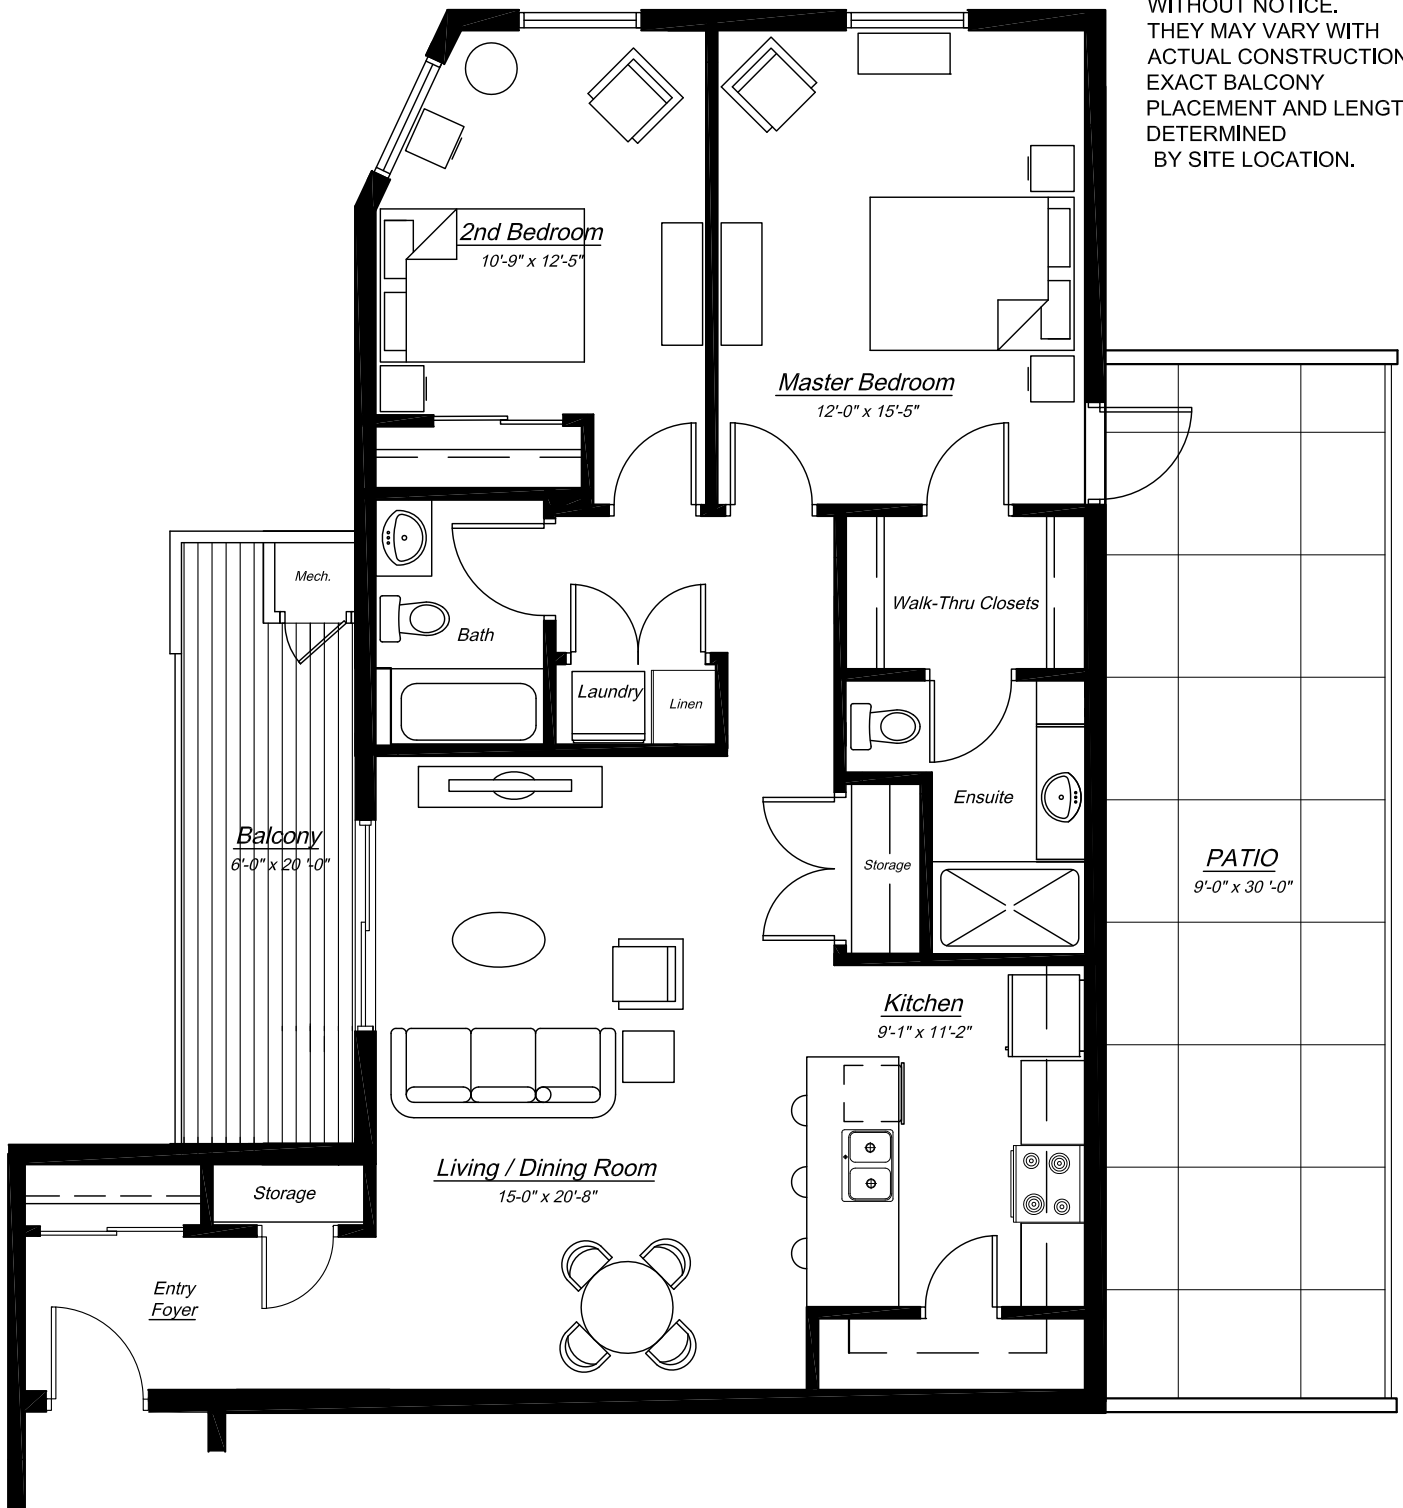 WITHOUT NOTICE.
THEY MAY VARY WITH
ACTUAL CONSTRUCTION
EXACT BALCONY
PLACEMENT AND LENGT
DETERMINED
BY SITE LOCATION.
2nd Bedroom
10'-9" x 12'-5"
Master Bedroom
12'-0" x 15'-5"
Mech.
Walk-Thru Closets
Bath
Laundry
Linen
Ensuite
Balcony
6'-0" x 20 '-0"
Storage
PATIO
9'-0" x 30 '-0"
Kitchen
9'-1" x 11'-2"
Living / Dining Room
15-0" x 20'-8"
Storage
Entry
Foyer